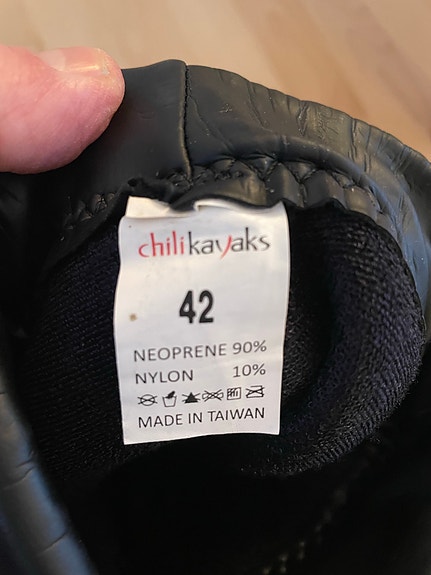 chilikayaks
42
NEOPRENE 90%
NYLON 10%
MADE IN TAIWAN